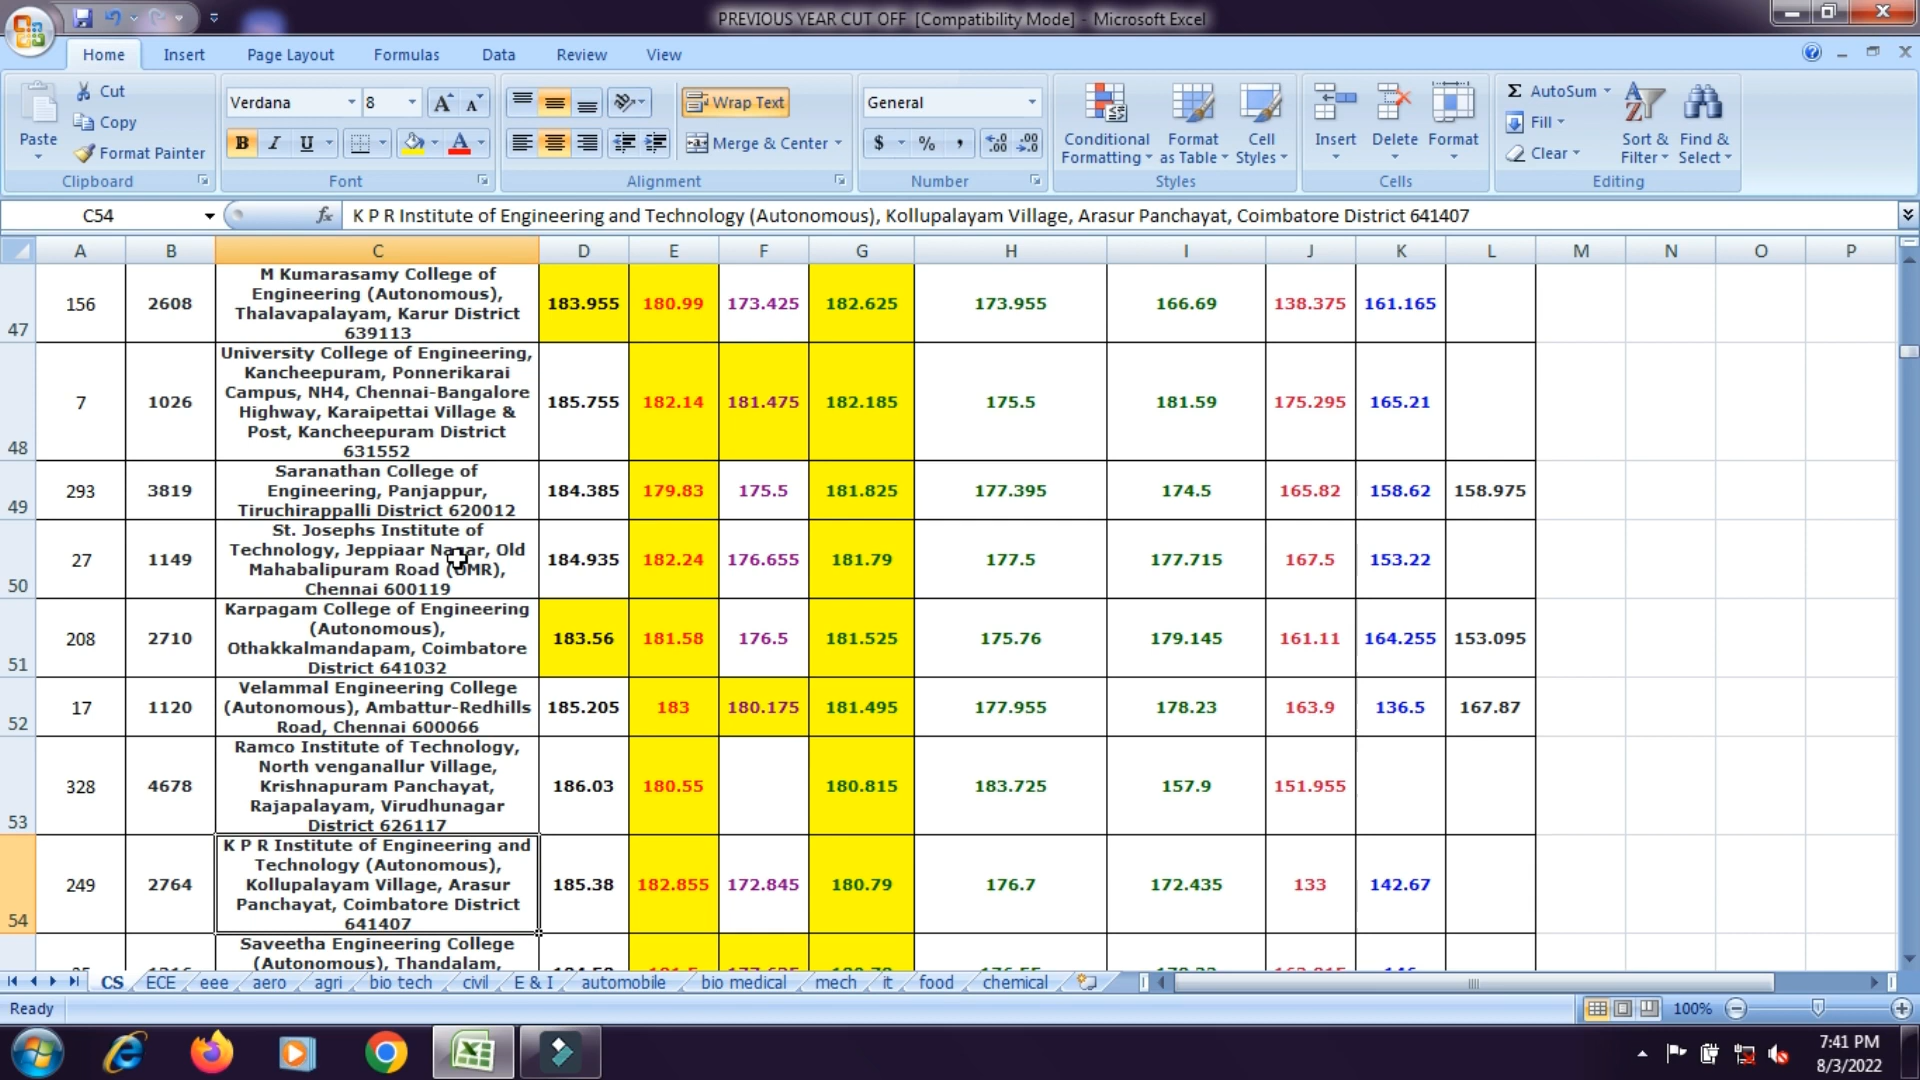 PREVIOUS YEAR CUT OFF [Compatibility Mode] - Microsoft Excel
Home Insert Page Layout Formulas Data Review View
Paste
Cut
Copy
Format Painter
Clipboard
Verdana 8
B I U
Font
Wrap Text
Merge & Center
Alignment
General
$ % ,
Number
Conditional Formatting
Format as Table
Cell Styles
Styles
Insert Delete Format
Cells
Σ AutoSum
Fill
Clear
Sort & Filter
Find & Select
Editing
C54 fx K P R Institute of Engineering and Technology (Autonomous), Kollupalayam Village, Arasur Panchayat, Coimbatore District 641407
A B C D E F G H I J K L M N O P
M Kumarasamy College of
Engineering (Autonomous),
Thalavapalayam, Karur District
639113
47 156 2608 183.955 180.99 173.425 182.625 173.955 166.69 138.375 161.165
University College of Engineering,
Kancheepuram, Ponnerikarai
Campus, NH4, Chennai-Bangalore
Highway, Karaipettai Village &
Post, Kancheepuram District
631552
48 7 1026 185.755 182.14 181.475 182.185 175.5 181.59 175.295 165.21
Saranathan College of
Engineering, Panjappur,
Tiruchirappalli District 620012
49 293 3819 184.385 179.83 175.5 181.825 177.395 174.5 165.82 158.62 158.975
St. Josephs Institute of
Technology, Jeppiaar Nagar, Old
Mahabalipuram Road (OMR),
Chennai 600119
50 27 1149 184.935 182.24 176.655 181.79 177.5 177.715 167.5 153.22
Karpagam College of Engineering
(Autonomous),
Othakkalmandapam, Coimbatore
District 641032
51 208 2710 183.56 181.58 176.5 181.525 175.76 179.145 161.11 164.255 153.095
Velammal Engineering College
(Autonomous), Ambattur-Redhills
Road, Chennai 600066
52 17 1120 185.205 183 180.175 181.495 177.955 178.23 163.9 136.5 167.87
Ramco Institute of Technology,
North venganallur Village,
Krishnapuram Panchayat,
Rajapalayam, Virudhunagar
District 626117
53 328 4678 186.03 180.55 180.815 183.725 157.9 151.955
K P R Institute of Engineering and
Technology (Autonomous),
Kollupalayam Village, Arasur
Panchayat, Coimbatore District
641407
54 249 2764 185.38 182.855 172.845 180.79 176.7 172.435 133 142.67
Saveetha Engineering College
(Autonomous), Thandalam,
CS ECE eee aero agri bio tech civil E & I automobile bio medical mech it food chemical
Ready 100%
7:41 PM
8/3/2022